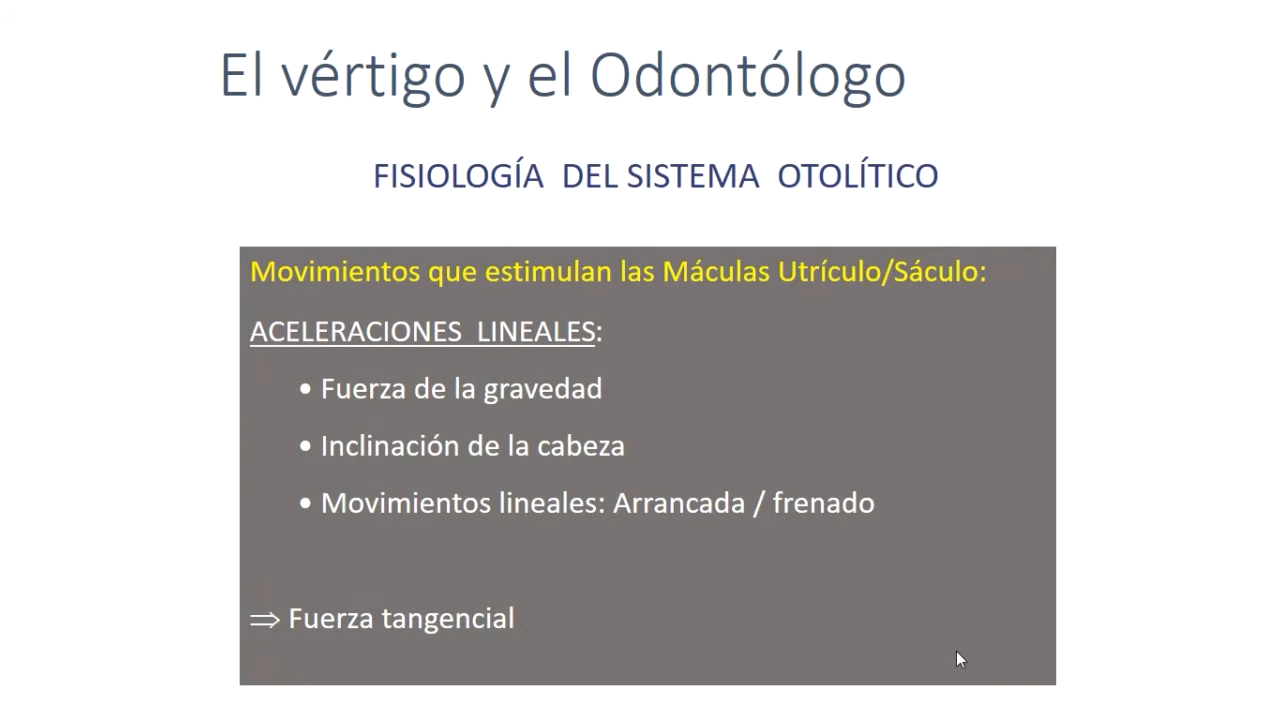 El vértigo y el Odontólogo
FISIOLOGÍA DEL SISTEMA OTOLÍTICO
Movimientos que estimulan las Máculas Utrículo/Sáculo:
ACELERACIONES LINEALES:
• Fuerza de la gravedad
• Inclinación de la cabeza
• Movimientos lineales: Arrancada / frenado
⇒ Fuerza tangencial